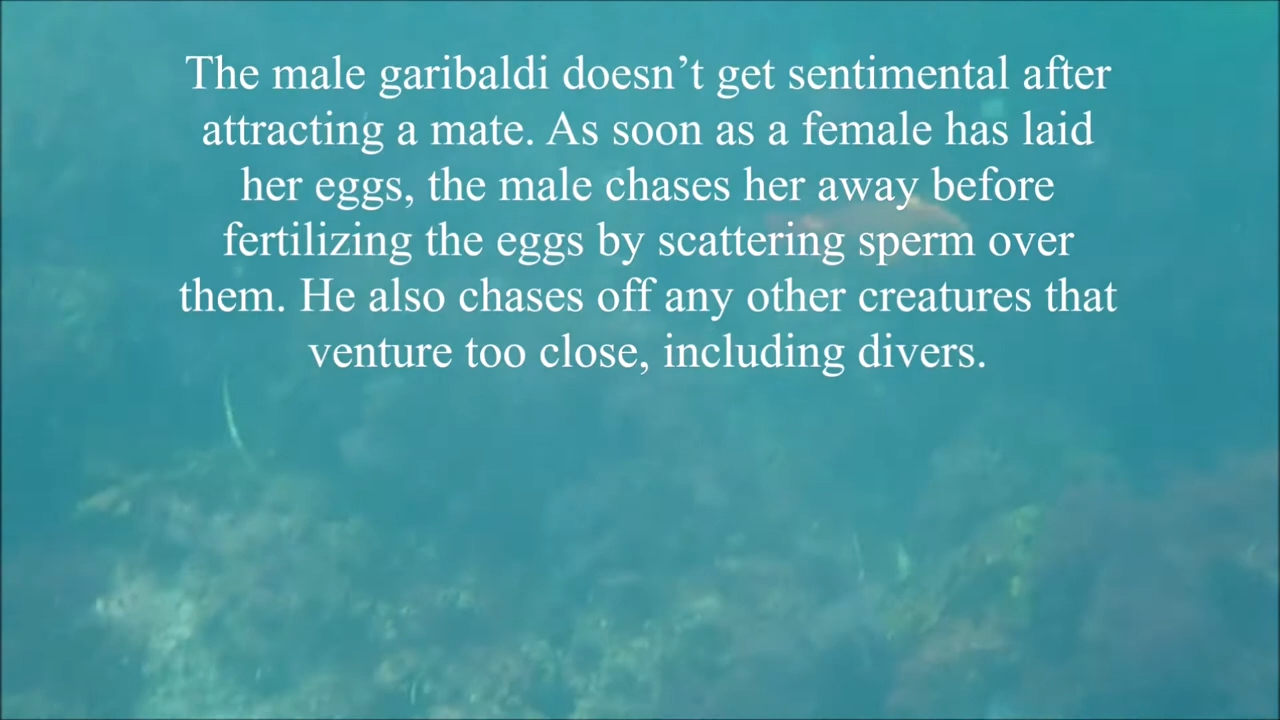 The male garibaldi doesn’t get sentimental after
attracting a mate. As soon as a female has laid
her eggs, the male chases her away before
fertilizing the eggs by scattering sperm over
them. He also chases off any other creatures that
venture too close, including divers.